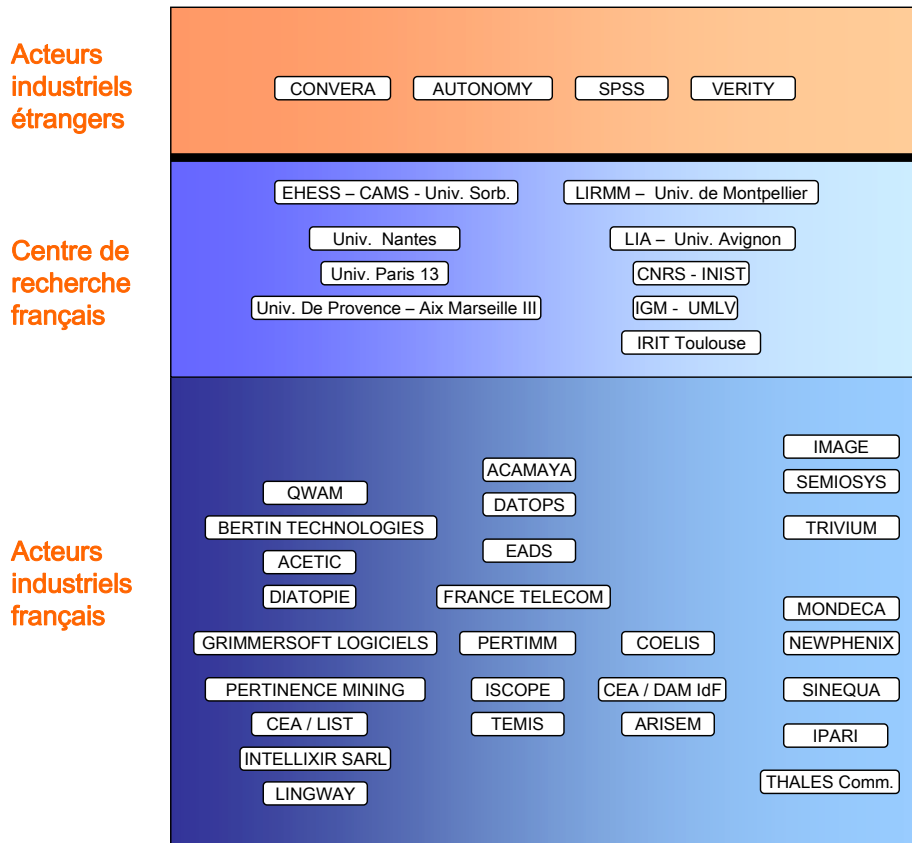 Acteurs
industriels
étrangers
CONVERA
AUTONOMY
SPSS
VERITY
Centre de
recherche
français
EHESS – CAMS - Univ. Sorb.
LIRMM – Univ. de Montpellier
Univ. Nantes
LIA – Univ. Avignon
Univ. Paris 13
CNRS - INIST
Univ. De Provence – Aix Marseille III
IGM - UMLV
IRIT Toulouse
Acteurs
industriels
français
QWAM
BERTIN TECHNOLOGIES
ACETIC
DIATOPIE
GRIMMERSOFT LOGICIELS
PERTINENCE MINING
CEA / LIST
INTELLIXIR SARL
LINGWAY
ACAMAYA
DATOPS
EADS
FRANCE TELECOM
PERTIMM
ISCOPE
TEMIS
COELIS
CEA / DAM IdF
ARISEM
IMAGE
SEMIOSYS
TRIVIUM
MONDECA
NEWPHENIX
SINEQUA
IPARI
THALES Comm.